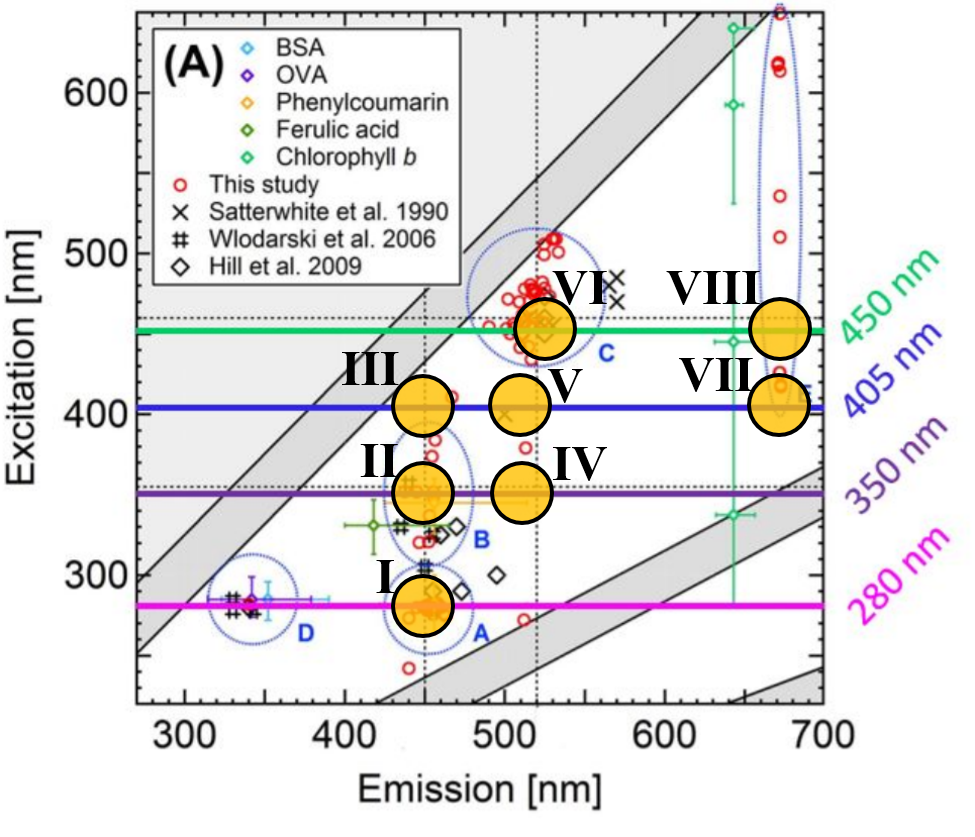 (A)
BSA
OVA
Phenylcoumarin
Ferulic acid
Chlorophyll b
This study
Satterwhite et al. 1990
Wlodarski et al. 2006
Hill et al. 2009
600
500
400
300
Excitation [nm]
VI
VIII
C
III
V
VII
E
II
IV
B
I
A
D
450 nm
405 nm
350 nm
280 nm
300 400 500 600 700
Emission [nm]